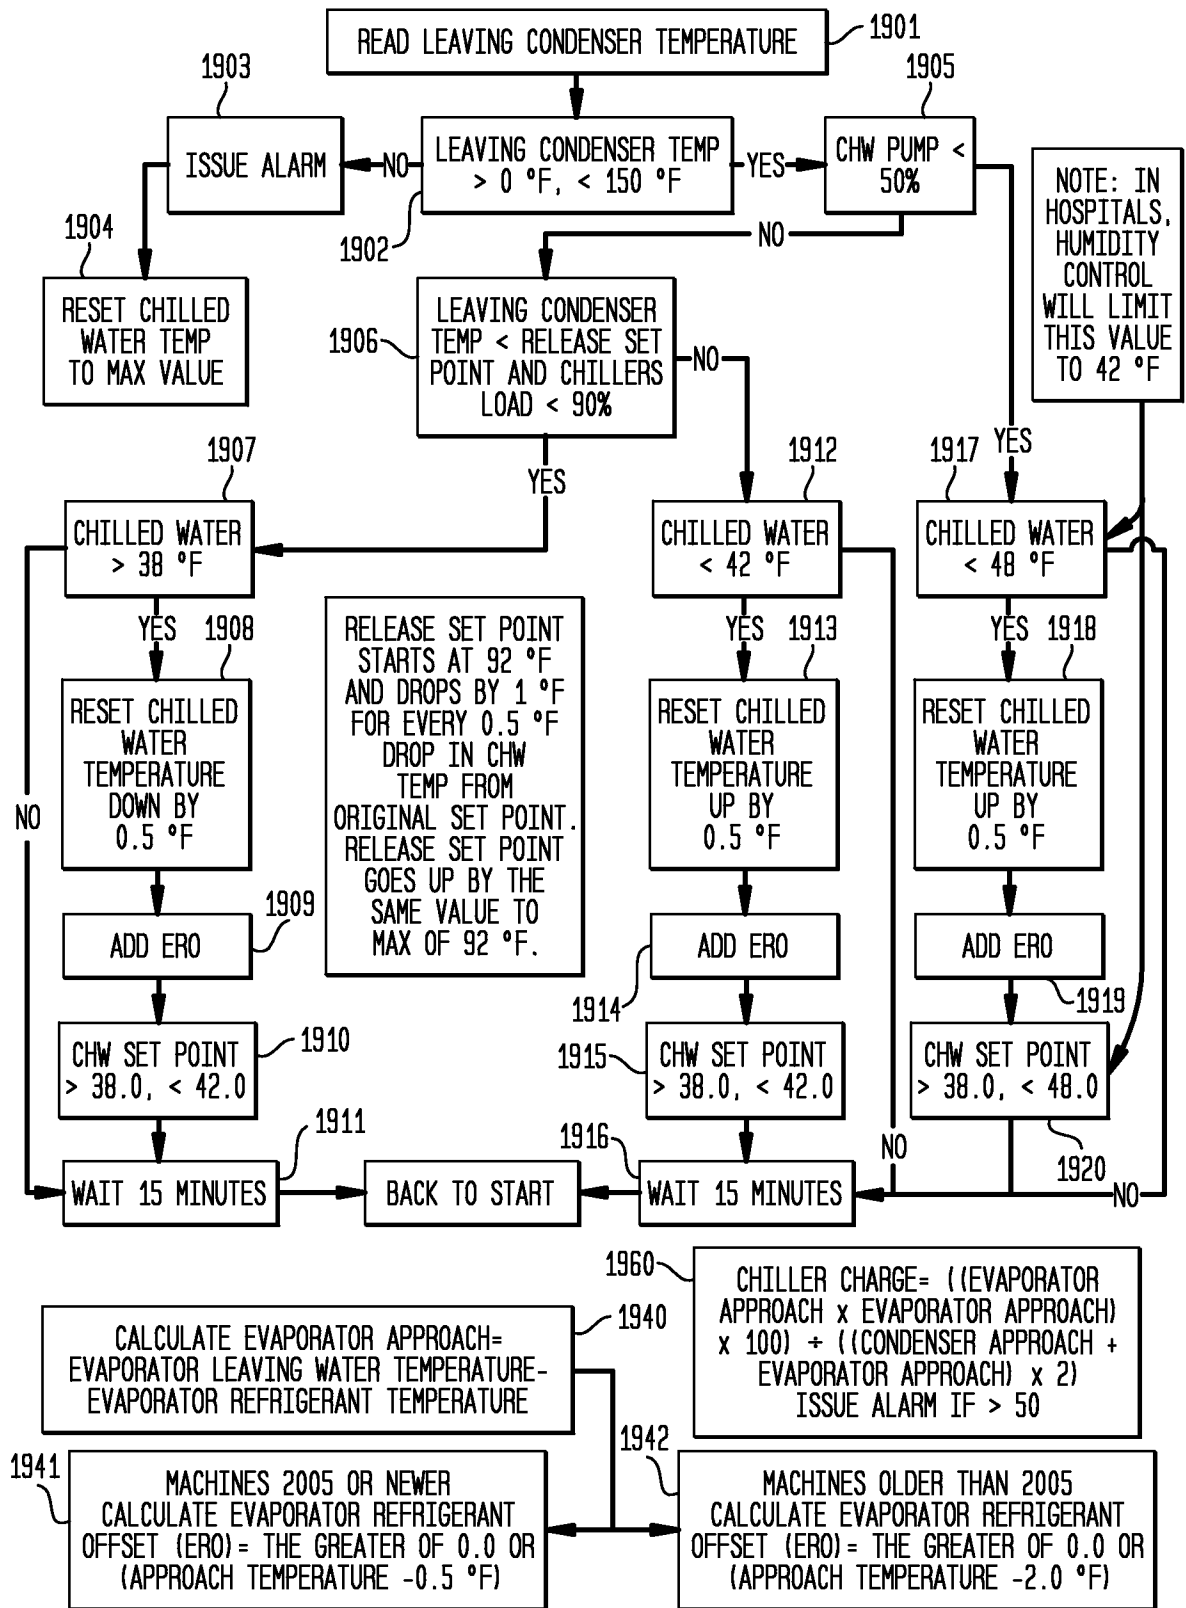 READ LEAVING CONDENSER TEMPERATURE
1901
1903
1905
ISSUE ALARM
NO
LEAVING CONDENSER TEMP
> 0 °F, < 150 °F
YES
CHW PUMP <
50%
NOTE: IN
HOSPITALS,
HUMIDITY
CONTROL
WILL LIMIT
THIS VALUE
TO 42 °F
1904
1902
NO
RESET CHILLED
WATER TEMP
TO MAX VALUE
1906
LEAVING CONDENSER
TEMP < RELEASE SET
POINT AND CHILLERS
LOAD < 90%
NO
1907
YES
1912
1917
YES
CHILLED WATER
> 38 °F
CHILLED WATER
< 42 °F
CHILLED WATER
< 48 °F
YES
1908
YES
1913
YES
1918
RELEASE SET POINT
STARTS AT 92 °F
AND DROPS BY 1 °F
FOR EVERY 0.5 °F
DROP IN CHW
TEMP FROM
ORIGINAL SET POINT.
RELEASE SET POINT
GOES UP BY THE
SAME VALUE TO
MAX OF 92 °F.
NO
RESET CHILLED
WATER
TEMPERATURE
DOWN BY
0.5 °F
RESET CHILLED
WATER
TEMPERATURE
UP BY
0.5 °F
RESET CHILLED
WATER
TEMPERATURE
UP BY
0.5 °F
1909
ADD ERO
ADD ERO
ADD ERO
1914
1919
1910
CHW SET POINT
> 38.0, < 42.0
1915
CHW SET POINT
> 38.0, < 42.0
CHW SET POINT
> 38.0, < 48.0
1911
1916
NO
1920
WAIT 15 MINUTES
BACK TO START
WAIT 15 MINUTES
NO
1960
CHILLER CHARGE= ((EVAPORATOR
APPROACH x EVAPORATOR APPROACH)
x 100) ÷ ((CONDENSER APPROACH +
EVAPORATOR APPROACH) x 2)
ISSUE ALARM IF > 50
1940
CALCULATE EVAPORATOR APPROACH=
EVAPORATOR LEAVING WATER TEMPERATURE-
EVAPORATOR REFRIGERANT TEMPERATURE
1941
MACHINES 2005 OR NEWER
CALCULATE EVAPORATOR REFRIGERANT
OFFSET (ERO)= THE GREATER OF 0.0 OR
(APPROACH TEMPERATURE -0.5 °F)
1942
MACHINES OLDER THAN 2005
CALCULATE EVAPORATOR REFRIGERANT
OFFSET (ERO)= THE GREATER OF 0.0 OR
(APPROACH TEMPERATURE -2.0 °F)